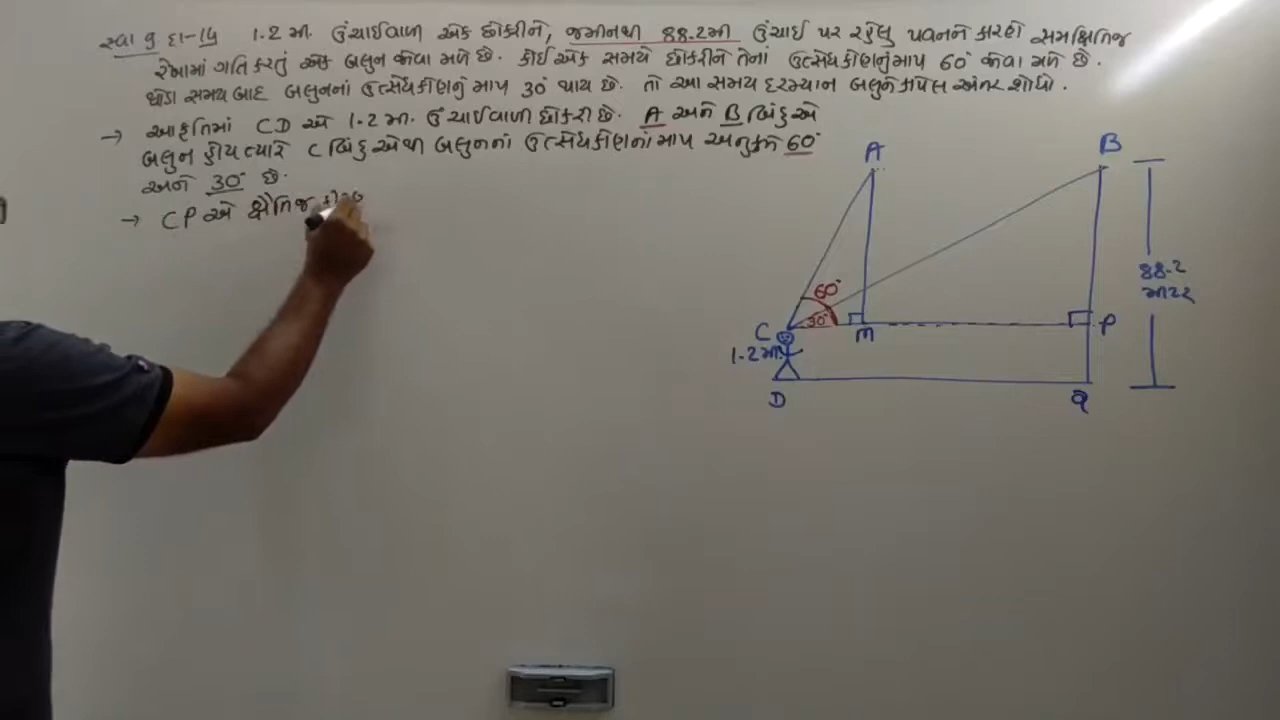 સ્વા 9 દા-14 1.2 મી. ઉંચાઈવાળી એક છોકરીને, જમીનથી 88.2મી ઉંચાઈ પર રહેલુ પવનને કારણે સમક્ષિતિજ
રેખામાં ગતિ કરતું એક બલુન જોવા મળે છે. કોઈ એક સમયે છોકરીને તેનાં ઉત્સેધકોણનું માપ 60° જોવા મળે છે.
થોડા સમય બાદ બલુનનાં ઉત્સેધકોણનું માપ 30° થાય છે. તો આ સમય દરમ્યાન બલુને કાપેલ અંતર શોધો.
→ આકૃતિમાં CD એ 1.2 મી. ઉંચાઈવાળી છોકરી છે. A અને B બિંદુ એ
બલુન હોય ત્યારે C બિંદુ એથી બલુનનાં ઉત્સેધકોણનાં માપ અનુક્રમે 60°
અને 30° છે.
→ CP એ ક્ષૈતિજ
A
B
88.2
મીટર
60°
30°
C
M
P
1.2 મી.
D
Q